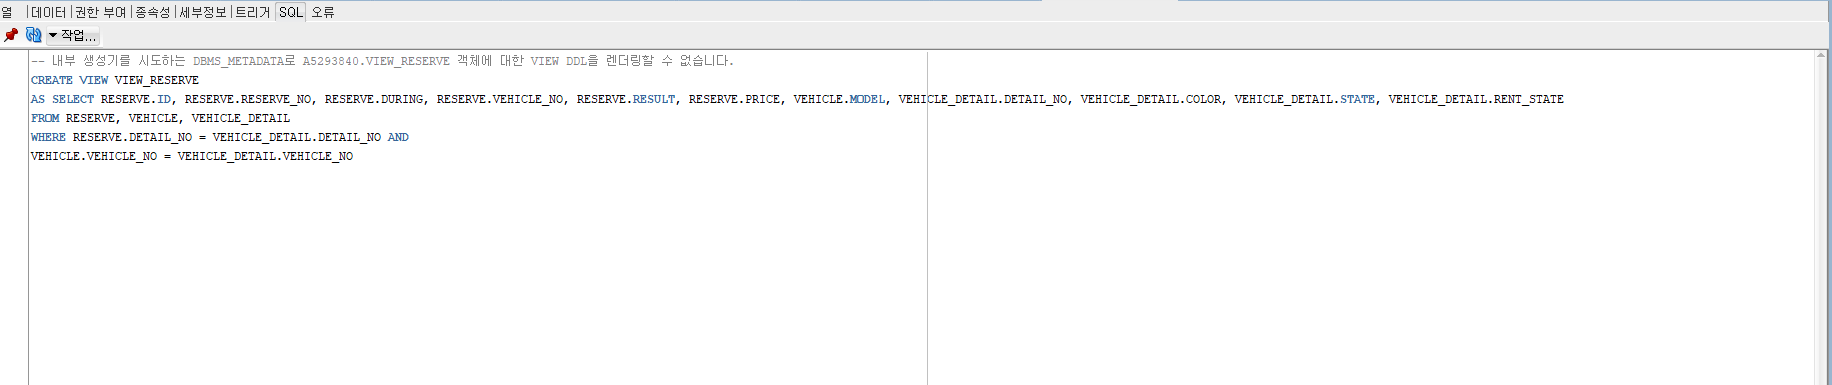 열 데이터 권한 부여 종속성 세부정보 트리거 SQL 오류
작업...
-- 내부 생성기를 시도하는 DBMS_METADATA로 A5293840.VIEW_RESERVE 객체에 대한 VIEW DDL을 렌더링할 수 없습니다.
CREATE VIEW VIEW_RESERVE
AS SELECT RESERVE.ID, RESERVE.RESERVE_NO, RESERVE.DURING, RESERVE.VEHICLE_NO, RESERVE.RESULT, RESERVE.PRICE, VEHICLE.MODEL, VEHICLE_DETAIL.DETAIL_NO, VEHICLE_DETAIL.COLOR, VEHICLE_DETAIL.STATE, VEHICLE_DETAIL.RENT_STATE
FROM RESERVE, VEHICLE, VEHICLE_DETAIL
WHERE RESERVE.DETAIL_NO = VEHICLE_DETAIL.DETAIL_NO AND
VEHICLE.VEHICLE_NO = VEHICLE_DETAIL.VEHICLE_NO